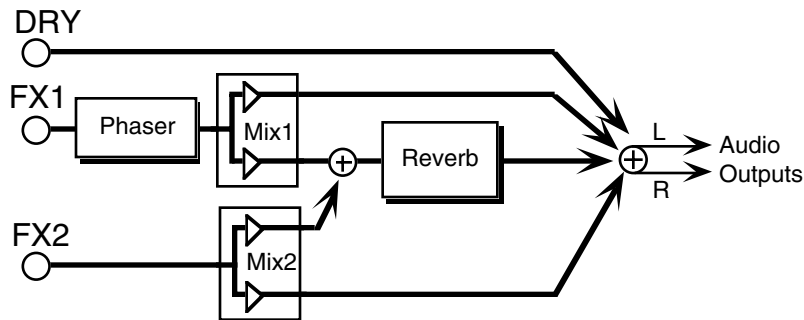 DRY
FX1
Phaser
Mix1
Reverb
L
R
Audio
Outputs
FX2
Mix2